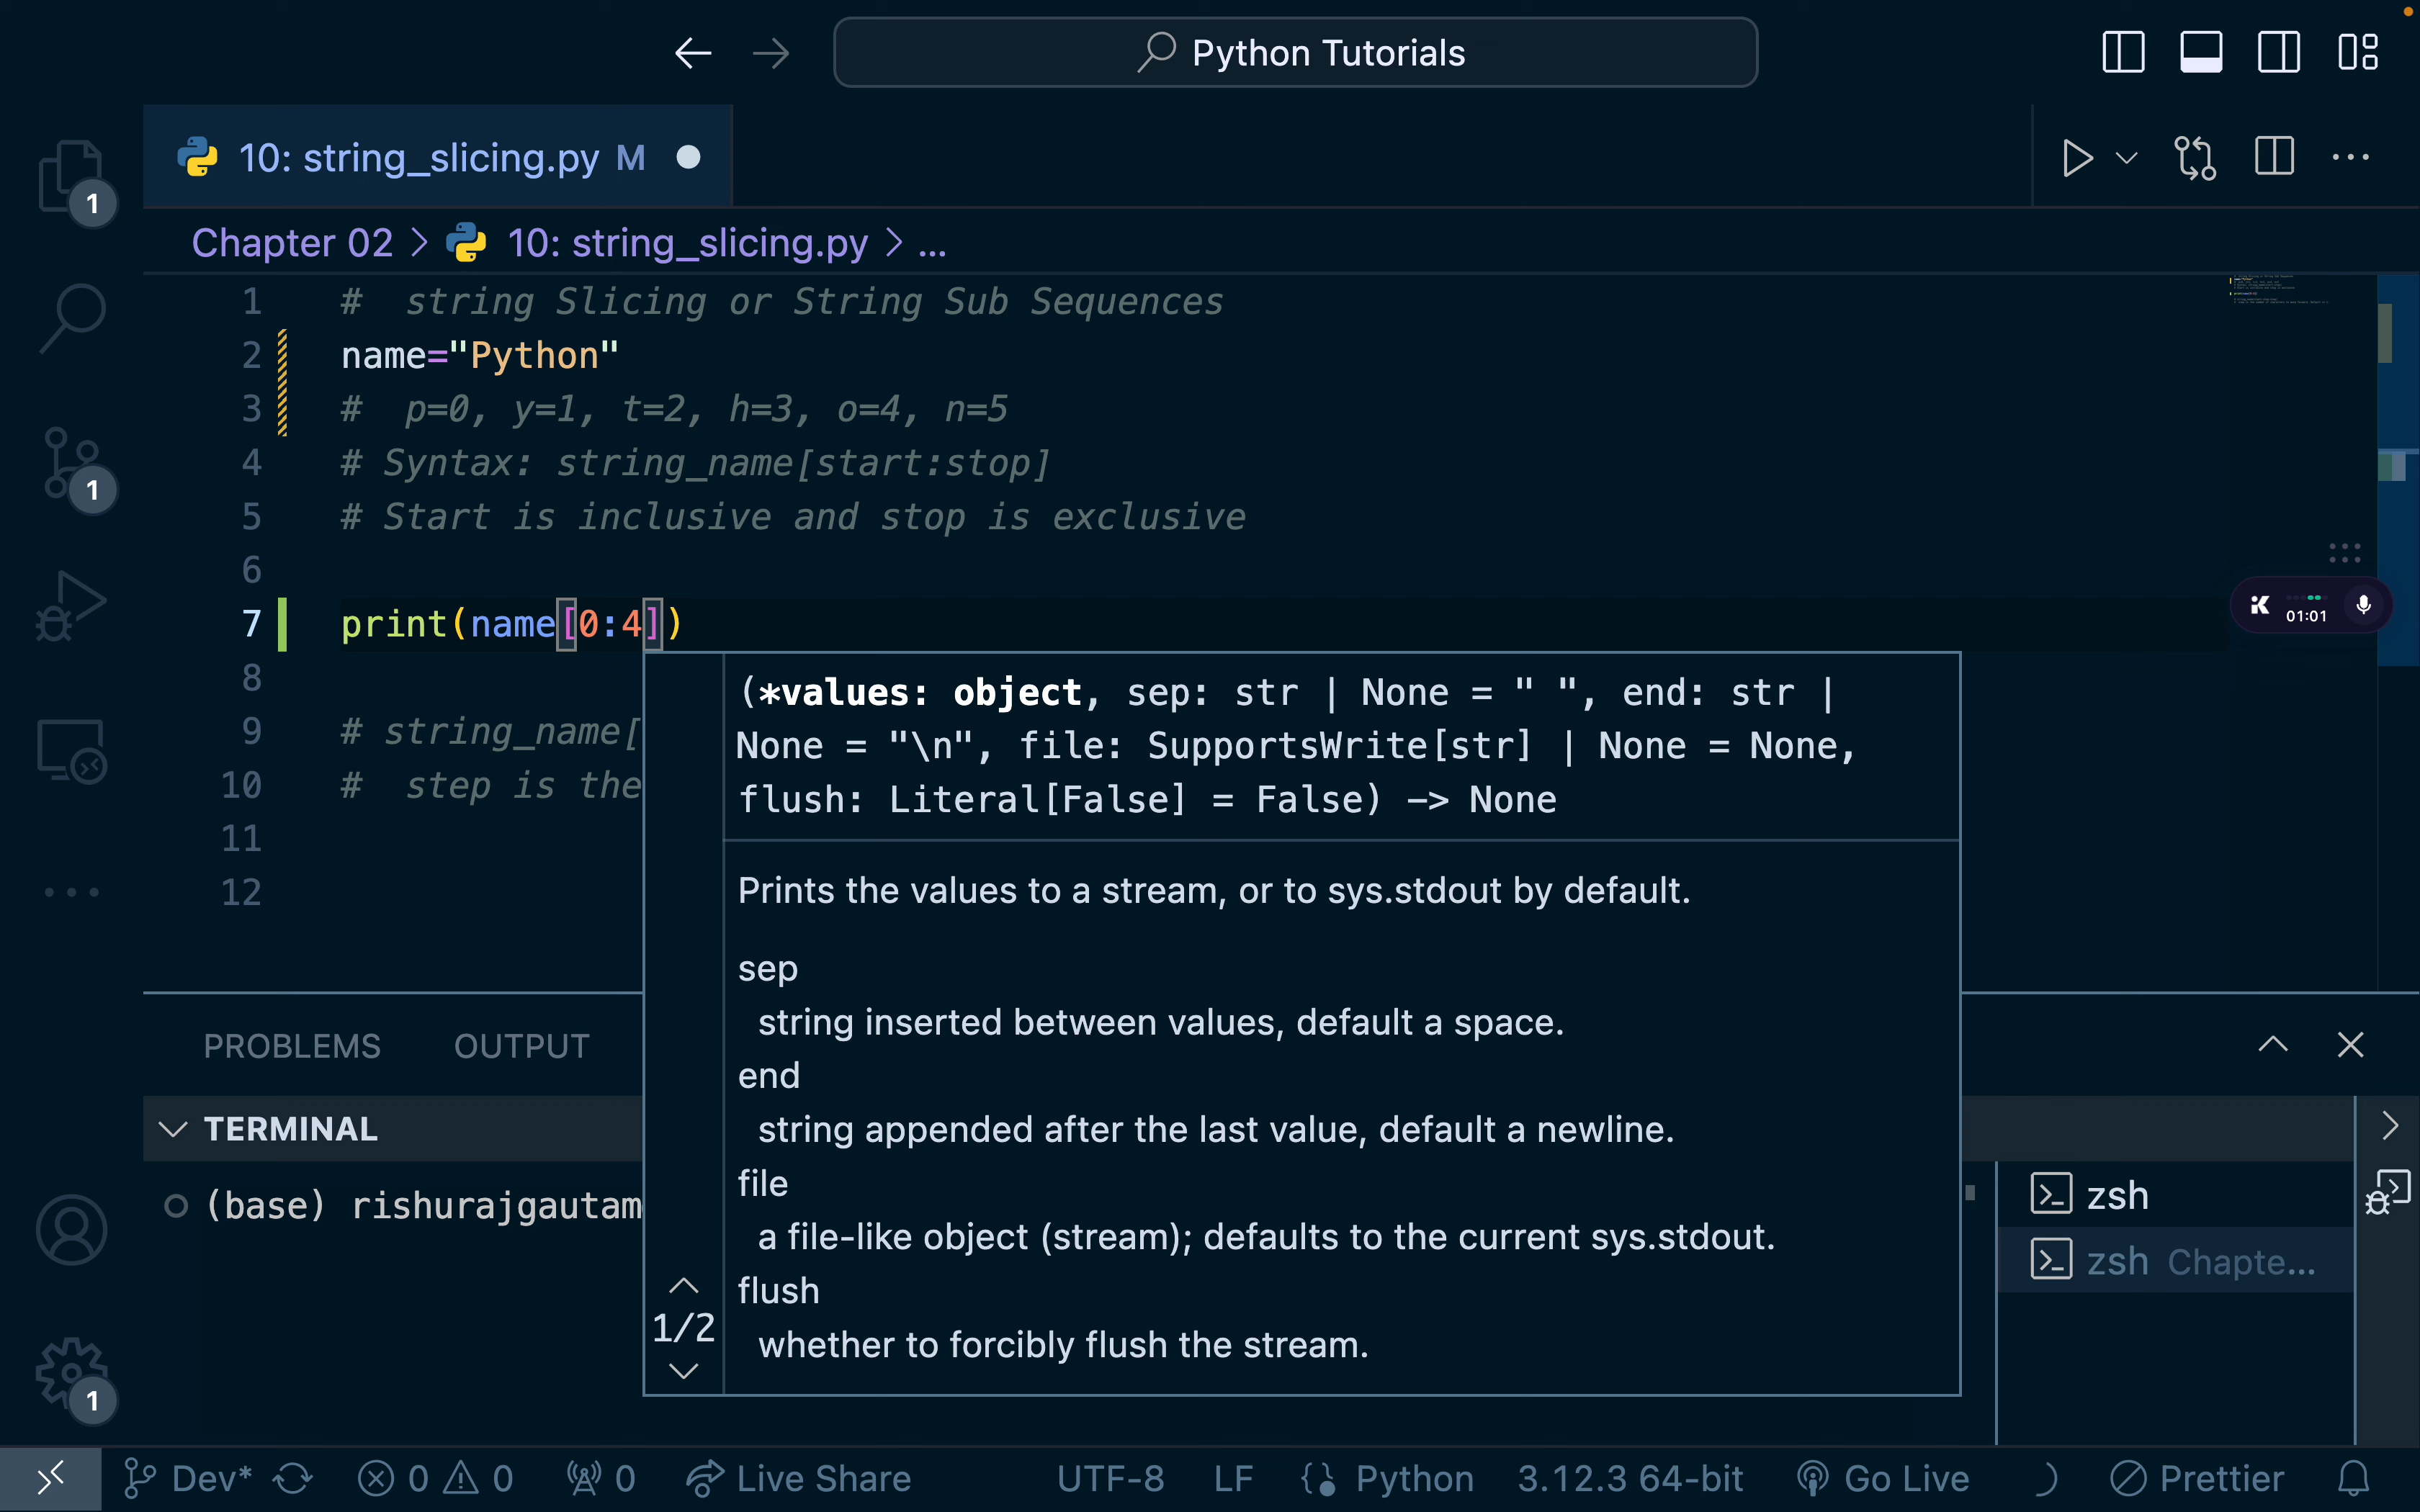 Python Tutorials
10: string_slicing.py M
1
Chapter 02 > 10: string_slicing.py > ...
1 #  string Slicing or String Sub Sequences
2 name="Python"
3 #  p=0, y=1, t=2, h=3, o=4, n=5
4 # Syntax: string_name[start:stop]
5 # Start is inclusive and stop is exclusive
1
6
7 print(name[0:4])
01:01
8
9 # string_name[
10 #  step is the
11
12
(*values: object, sep: str | None = " ", end: str |
None = "\n", file: SupportsWrite[str] | None = None,
flush: Literal[False] = False) -> None
Prints the values to a stream, or to sys.stdout by default.
sep
string inserted between values, default a space.
end
string appended after the last value, default a newline.
file
a file-like object (stream); defaults to the current sys.stdout.
flush
whether to forcibly flush the stream.
1/2
PROBLEMS OUTPUT
TERMINAL
(base) rishurajgautam
zsh
zsh Chapte...
1
Dev* 0 0 0 Live Share UTF-8 LF Python 3.12.3 64-bit Go Live Prettier